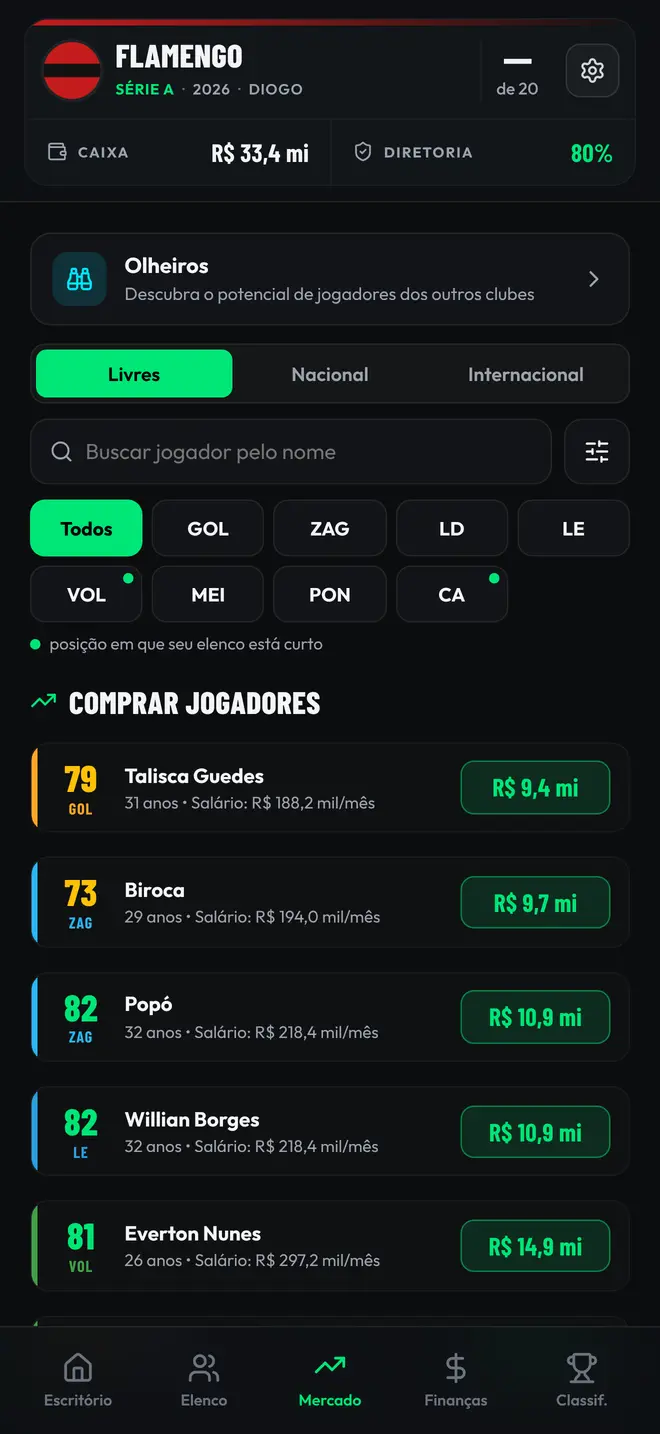 FLAMENGO
SÉRIE A · 2026 · DIOGO
—
de 20
CAIXA R$ 33,4 mi
DIRETORIA 80%
Olheiros
Descubra o potencial de jogadores dos outros clubes
Livres Nacional Internacional
Buscar jogador pelo nome
Todos GOL ZAG LD LE
VOL MEI PON CA
posição em que seu elenco está curto
COMPRAR JOGADORES
79 GOL
Talisca Guedes
31 anos • Salário: R$ 188,2 mil/mês
R$ 9,4 mi
73 ZAG
Biroca
29 anos • Salário: R$ 194,0 mil/mês
R$ 9,7 mi
82 ZAG
Popó
32 anos • Salário: R$ 218,4 mil/mês
R$ 10,9 mi
82 LE
Willian Borges
32 anos • Salário: R$ 218,4 mil/mês
R$ 10,9 mi
81 VOL
Everton Nunes
26 anos • Salário: R$ 297,2 mil/mês
R$ 14,9 mi
Escritório Elenco Mercado Finanças Classif.